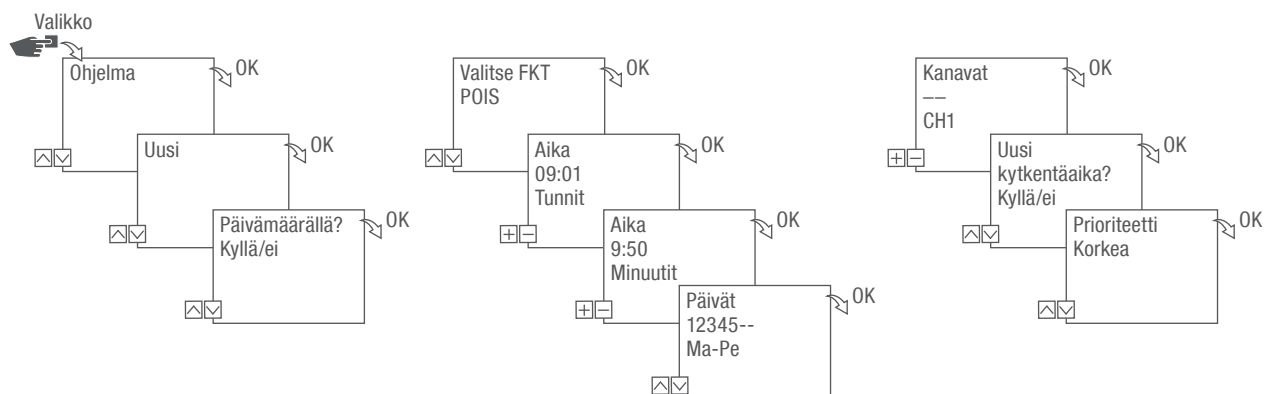 Valikko
Ohjelma
OK
Uusi
OK
Päivämäärällä?
Kyllä/ei
OK
Valitse FKT
POIS
OK
Aika
09:01
Tunnit
OK
Aika
9:50
Minuutit
OK
Päivät
12345--
Ma-Pe
OK
Kanavat
––
CH1
OK
Uusi
kytkentäaika?
Kyllä/ei
OK
Prioriteetti
Korkea
OK